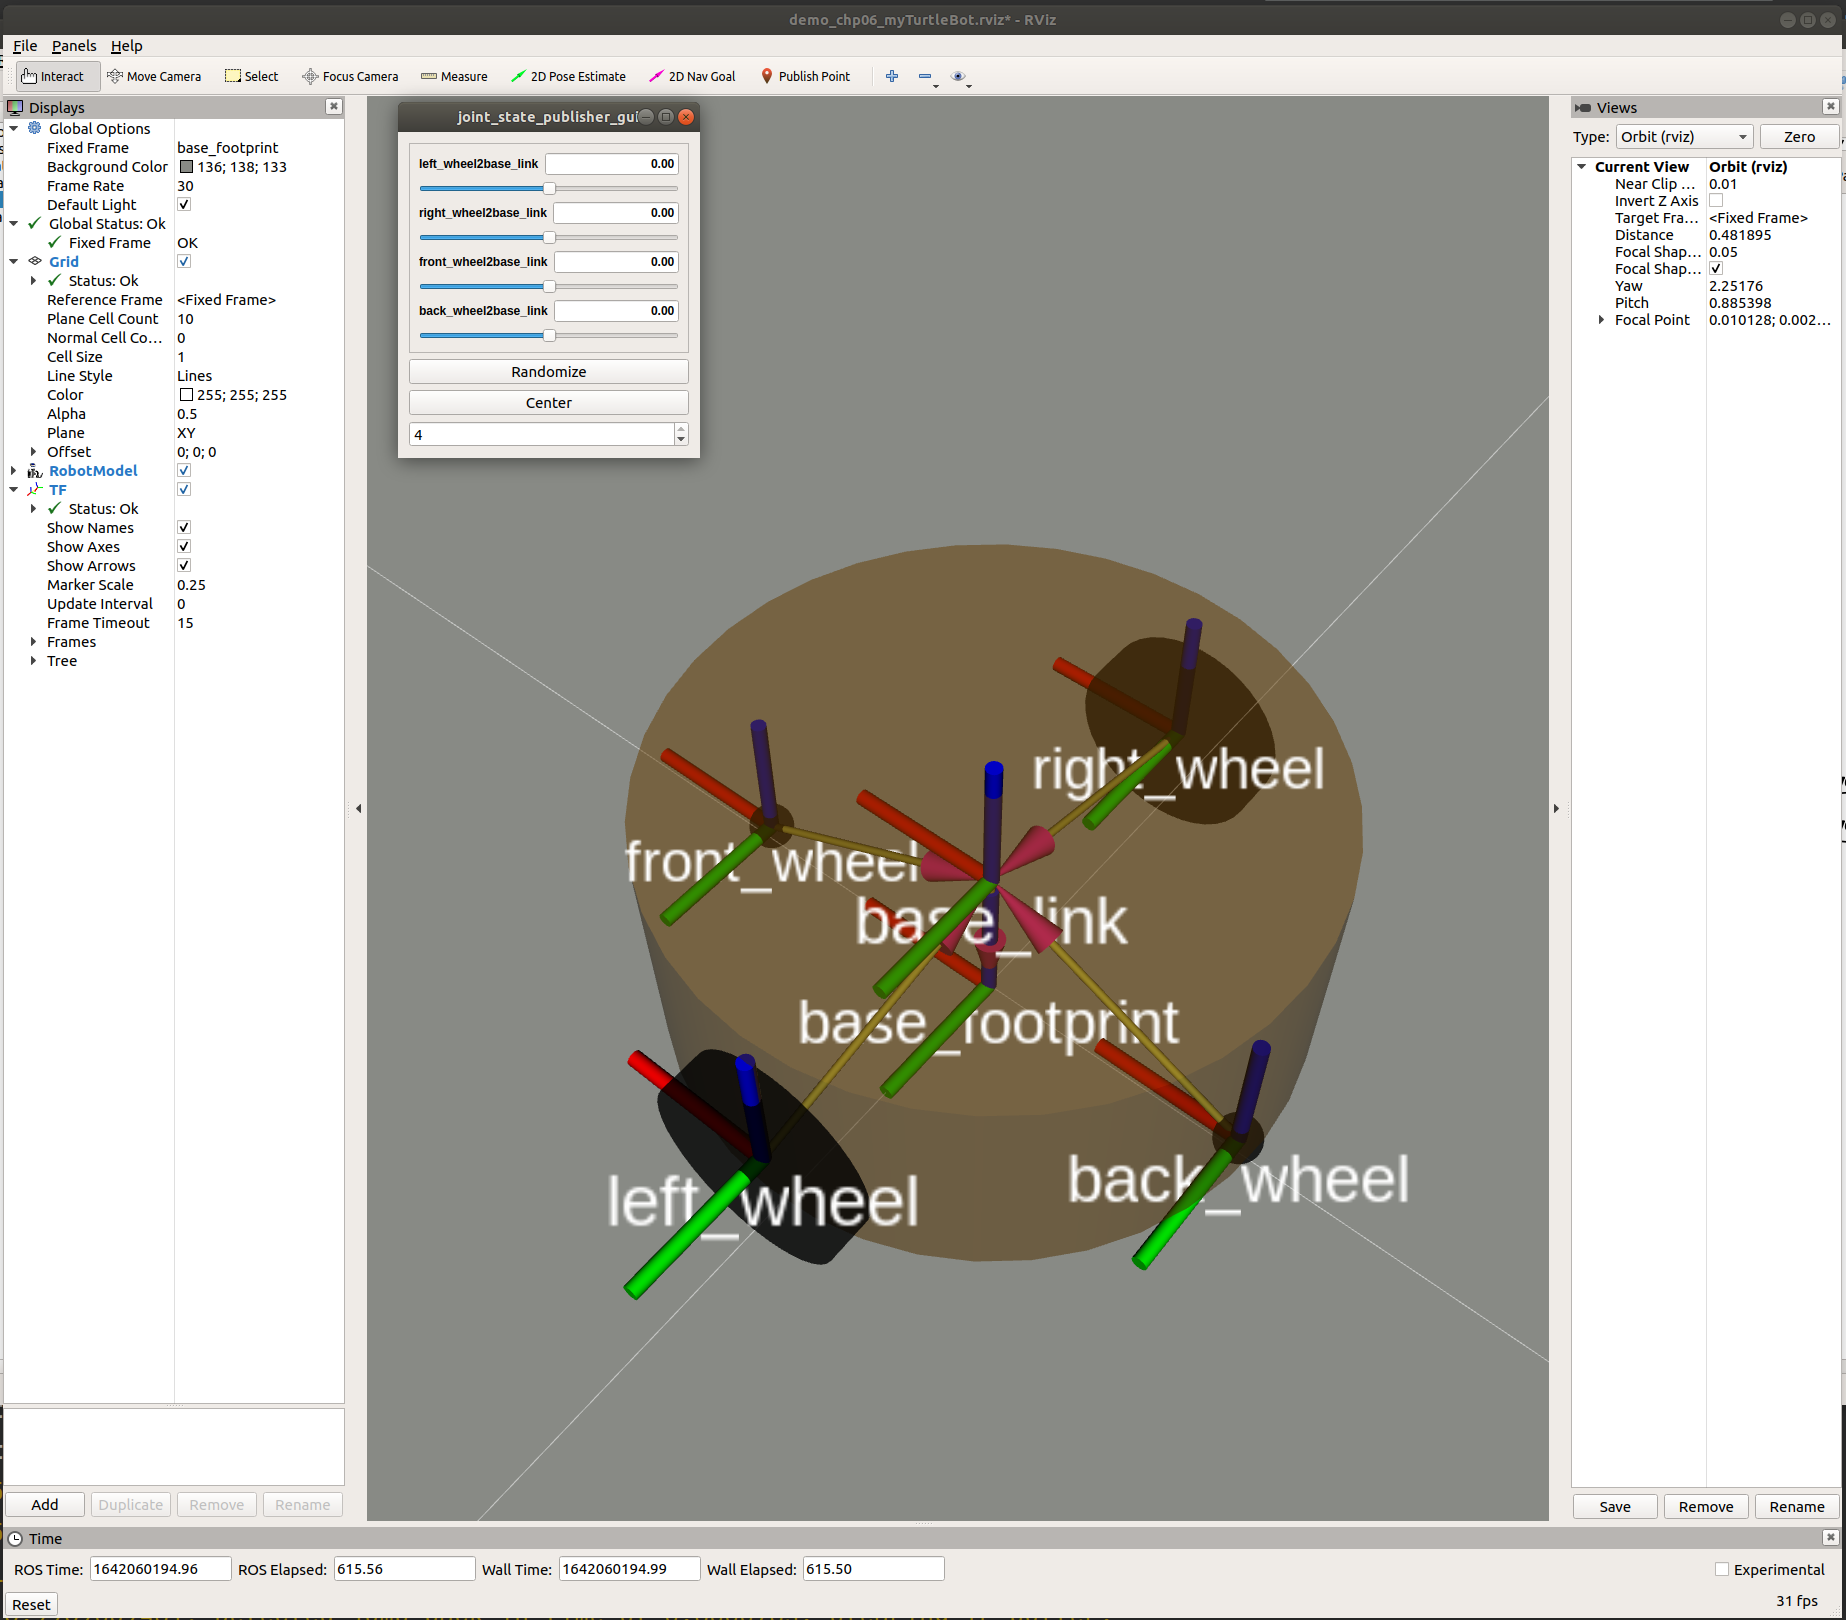 demo_chp06_myTurtleBot.rviz* - RViz
File Panels Help
Interact Move Camera Select Focus Camera Measure 2D Pose Estimate 2D Nav Goal Publish Point
Displays
Global Options
Fixed Frame base_footprint
Background Color 136; 138; 133
Frame Rate 30
Default Light
Global Status: Ok
Fixed Frame OK
Grid
Status: Ok
Reference Frame <Fixed Frame>
Plane Cell Count 10
Normal Cell Co... 0
Cell Size 1
Line Style Lines
Color 255; 255; 255
Alpha 0.5
Plane XY
Offset 0; 0; 0
RobotModel
TF
Status: Ok
Show Names
Show Axes
Show Arrows
Marker Scale 0.25
Update Interval 0
Frame Timeout 15
Frames
Tree
Add Duplicate Remove Rename
joint_state_publisher_gui
left_wheel2base_link 0.00
right_wheel2base_link 0.00
front_wheel2base_link 0.00
back_wheel2base_link 0.00
Randomize
Center
4
right_wheel
front_wheel
base_link
base_footprint
left_wheel
back_wheel
Views
Type: Orbit (rviz) Zero
Current View Orbit (rviz)
Near Clip ... 0.01
Invert Z Axis
Target Fra... <Fixed Frame>
Distance 0.481895
Focal Shap... 0.05
Focal Shap...
Yaw 2.25176
Pitch 0.885398
Focal Point 0.010128; 0.002...
Save Remove Rename
Time
ROS Time: 1642060194.96 ROS Elapsed: 615.56 Wall Time: 1642060194.99 Wall Elapsed: 615.50 Experimental
Reset 31 fps